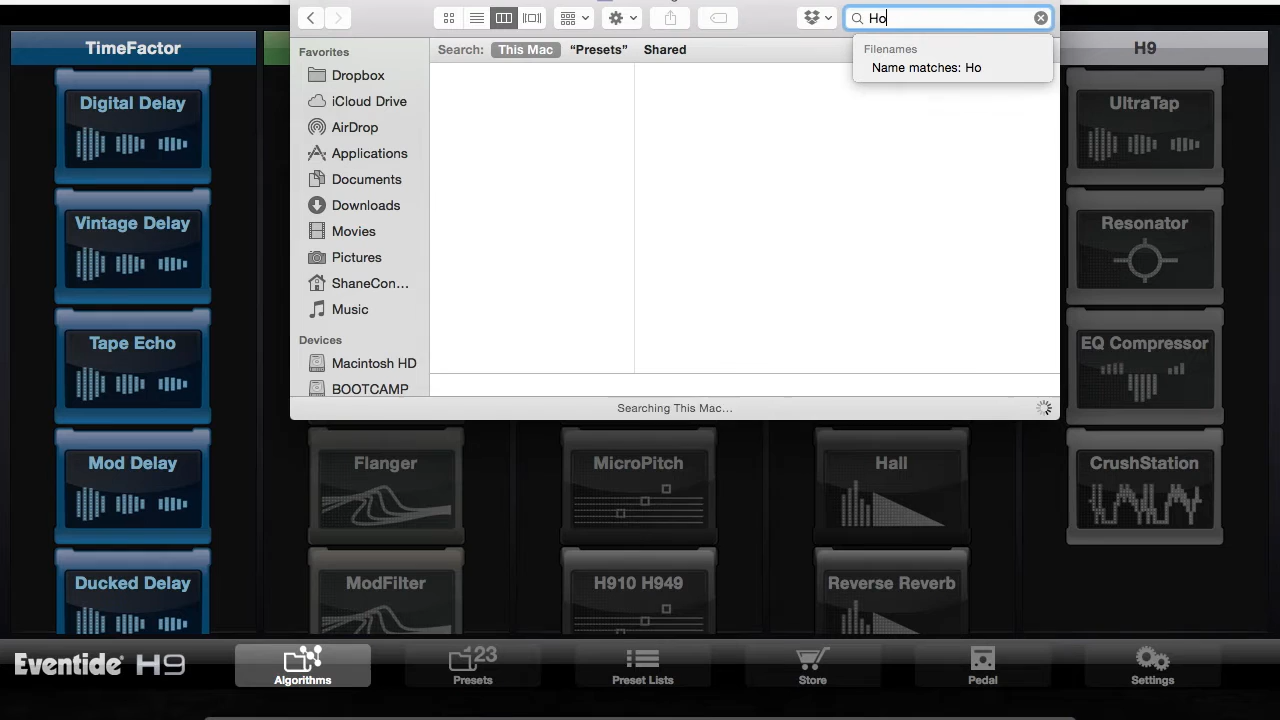 Ho
Filenames
Name matches: Ho
Search: This Mac "Presets" Shared
Favorites
Dropbox
iCloud Drive
AirDrop
Applications
Documents
Downloads
Movies
Pictures
ShaneCon...
Music
Devices
Macintosh HD
BOOTCAMP
Searching This Mac...
TimeFactor
Digital Delay
Vintage Delay
Tape Echo
Mod Delay
Ducked Delay
Flanger
ModFilter
MicroPitch
H910 H949
Hall
Reverse Reverb
H9
UltraTap
Resonator
EQ Compressor
CrushStation
Eventide® H9
Algorithms
123
Presets
Preset Lists
Store
Pedal
Settings